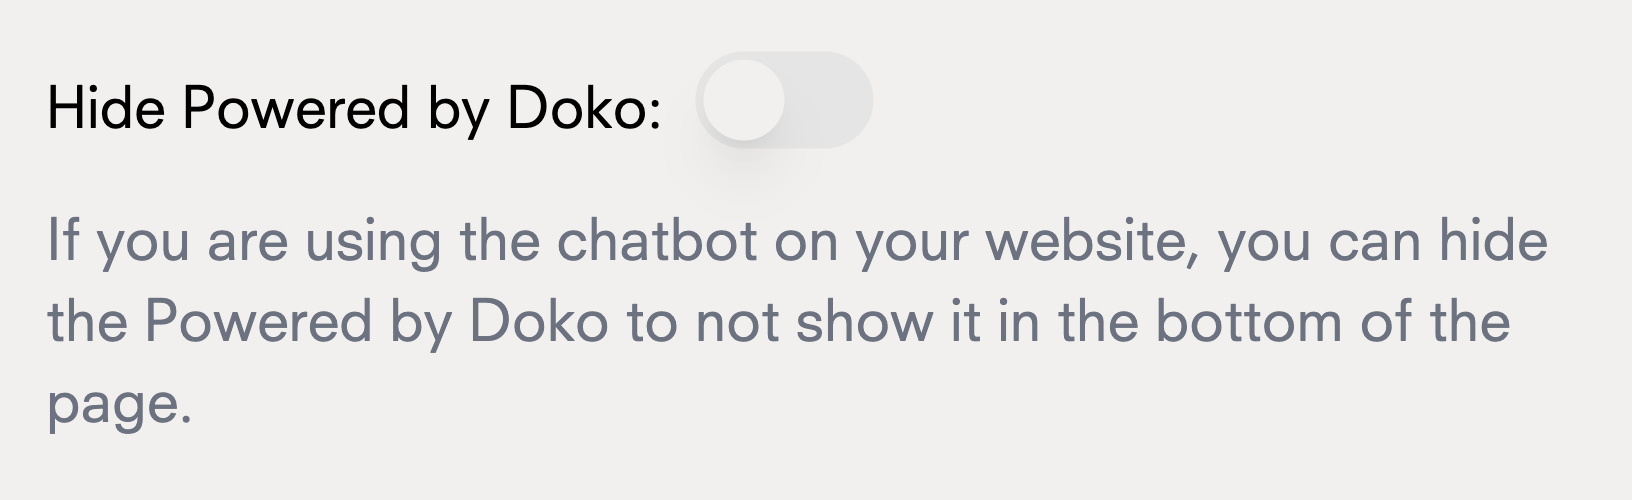 Hide Powered by Doko:
If you are using the chatbot on your website, you can hide
the Powered by Doko to not show it in the bottom of the
page.